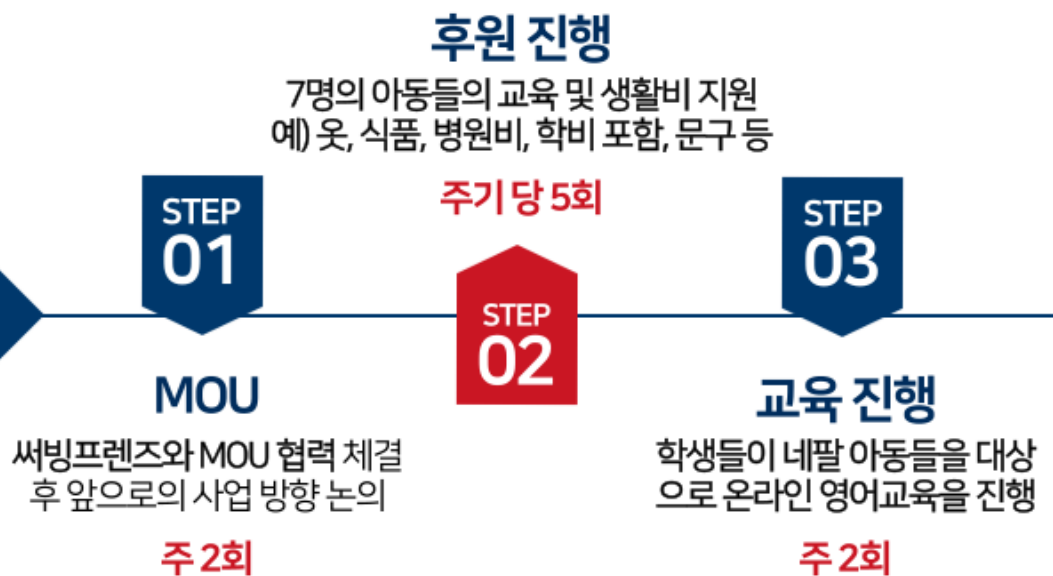 후원 진행
7명의 아동들의 교육 및 생활비 지원
예) 옷, 식품, 병원비, 학비 포함, 문구 등
주기 당 5회
STEP
01
STEP
02
STEP
03
MOU
써빙프렌즈와 MOU 협력 체결
후 앞으로의 사업 방향 논의
주 2회
교육 진행
학생들이 네팔 아동들을 대상
으로 온라인 영어교육을 진행
주 2회